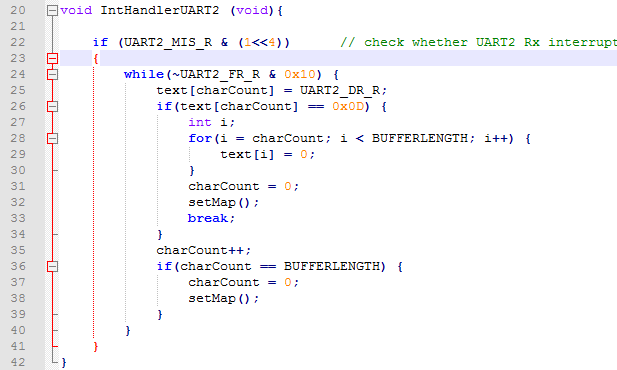 20 void IntHandlerUART2 (void){
21
22     if (UART2_MIS_R & (1<<4))      // check whether UART2 Rx interrupt
23     {
24         while(~UART2_FR_R & 0x10) {
25             text[charCount] = UART2_DR_R;
26             if(text[charCount] == 0x0D) {
27                 int i;
28                 for(i = charCount; i < BUFFERLENGTH; i++) {
29                     text[i] = 0;
30                 }
31                 charCount = 0;
32                 setMap();
33                 break;
34             }
35             charCount++;
36             if(charCount == BUFFERLENGTH) {
37                 charCount = 0;
38                 setMap();
39             }
40         }
41     }
42 }